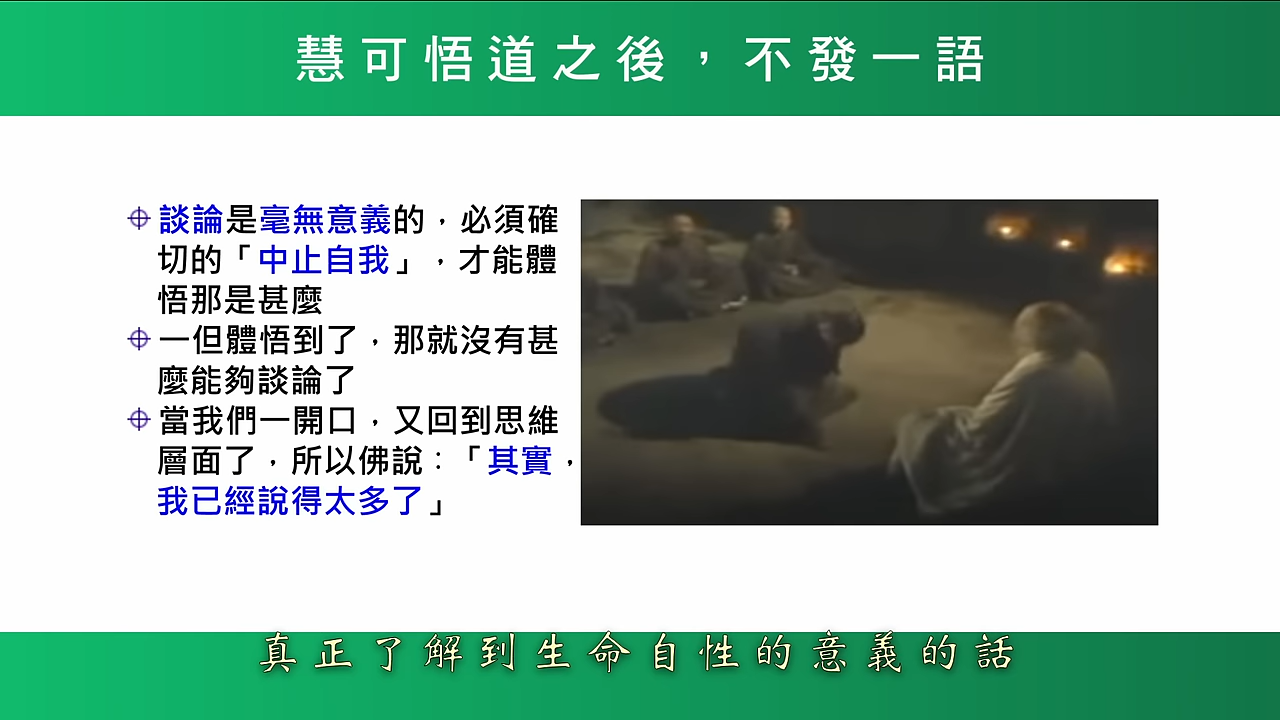 慧可悟道之後，不發一語
談論是毫無意義的，必須確
切的「中止自我」，才能體
悟那是甚麼
一但體悟到了，那就沒有甚
麼能夠談論了
當我們一開口，又回到思維
層面了，所以佛說：「其實，
我已經說得太多了」
真正了解到生命自性的意義的話